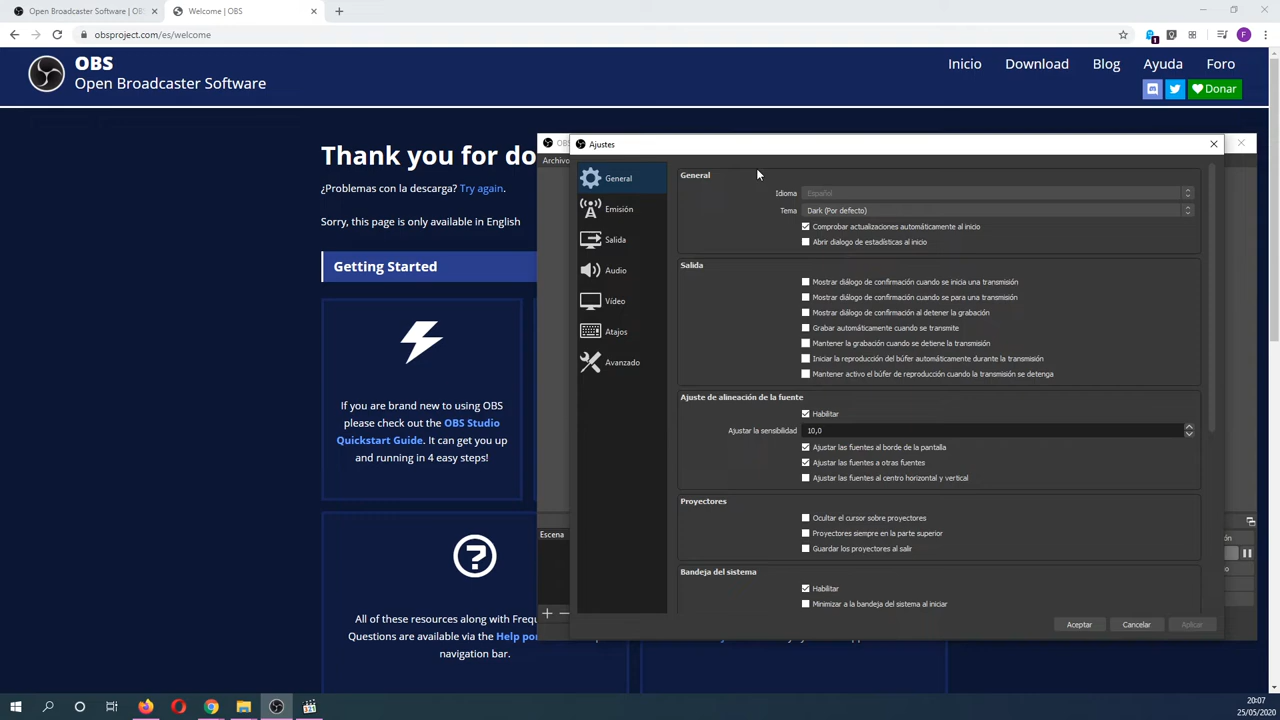 Open Broadcaster Software | OBS
Welcome | OBS
obsproject.com/es/welcome
1
F
OBS
Open Broadcaster Software
Inicio
Download
Blog
Ayuda
Foro
Donar
Thank you for do
¿Problemas con la descarga? Try again.
Sorry, this page is only available in English
Getting Started
If you are brand new to using OBS
please check out the OBS Studio
Quickstart Guide. It can get you up
and running in 4 easy steps!
?
All of these resources along with Frequ
Questions are available via the Help po
navigation bar.
OBS
Archivo
Escena
ón
o
Ajustes
General
Emisión
Salida
Audio
Vídeo
Atajos
Avanzado
General
Idioma Español
Tema Dark (Por defecto)
Comprobar actualizaciones automáticamente al inicio
Abrir dialogo de estadísticas al inicio
Salida
Mostrar diálogo de confirmación cuando se inicia una transmisión
Mostrar diálogo de confirmación cuando se para una transmisión
Mostrar diálogo de confirmación al detener la grabación
Grabar automáticamente cuando se transmite
Mantener la grabación cuando se detiene la transmisión
Iniciar la reproducción del búfer automáticamente durante la transmisión
Mantener activo el búfer de reproducción cuando la transmisión se detenga
Ajuste de alineación de la fuente
Habilitar
Ajustar la sensibilidad 10,0
Ajustar las fuentes al borde de la pantalla
Ajustar las fuentes a otras fuentes
Ajustar las fuentes al centro horizontal y vertical
Proyectores
Ocultar el cursor sobre proyectores
Proyectores siempre en la parte superior
Guardar los proyectores al salir
Bandeja del sistema
Habilitar
Minimizar a la bandeja del sistema al iniciar
Aceptar
Cancelar
Aplicar
20:07
25/05/2020